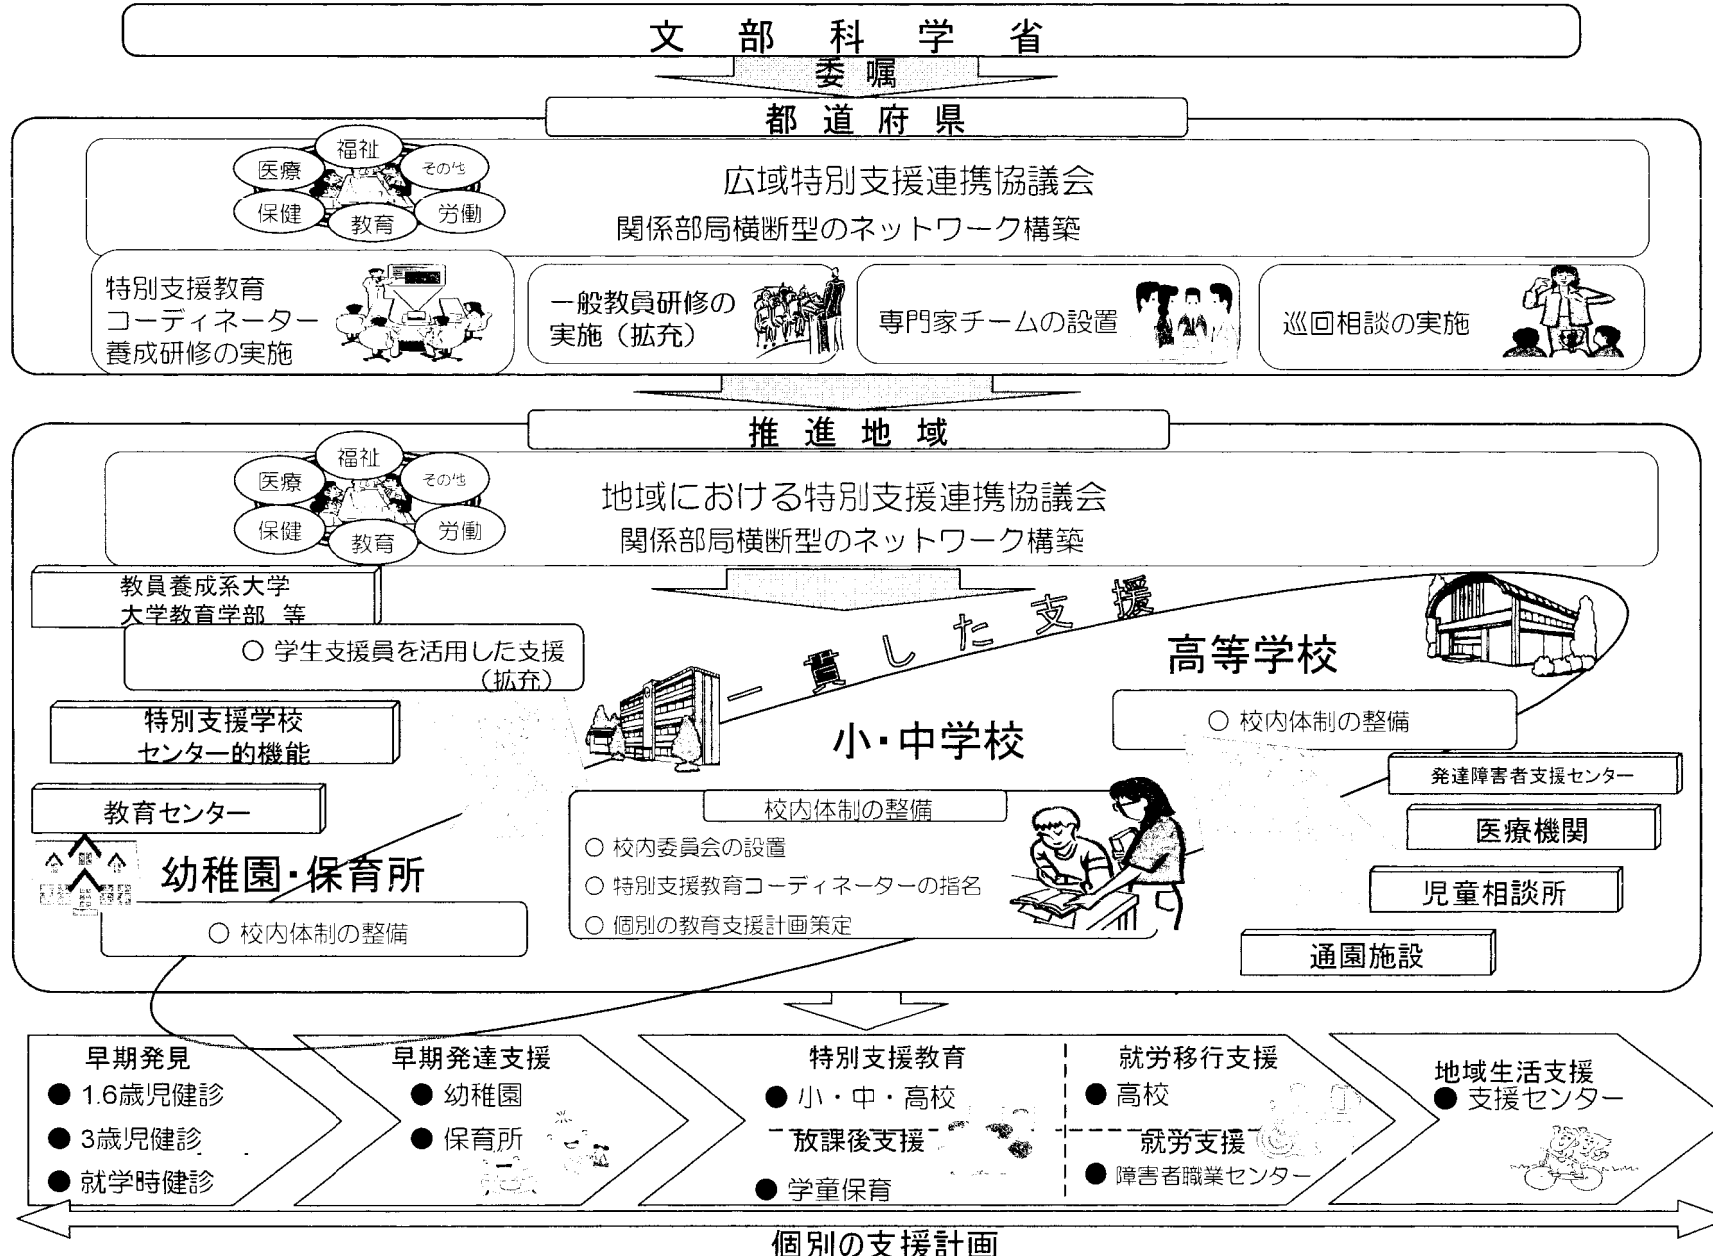 文部科学省
委嘱
都道府県
福祉
医療
その他
保健
教育
労働
広域特別支援連携協議会
関係部局横断型のネットワーク構築
特別支援教育
コーディネーター
養成研修の実施
一般教員研修の
実施（拡充）
専門家チームの設置
巡回相談の実施
推進地域
福祉
医療
その他
保健
教育
労働
地域における特別支援連携協議会
関係部局横断型のネットワーク構築
教員養成系大学
大学教育学部 等
○ 学生支援員を活用した支援
（拡充）
特別支援学校
センター的機能
教育センター
幼稚園・保育所
○ 校内体制の整備
一貫した支援
小・中学校
校内体制の整備
○ 校内委員会の設置
○ 特別支援教育コーディネーターの指名
○ 個別の教育支援計画策定
高等学校
○ 校内体制の整備
発達障害者支援センター
医療機関
児童相談所
通園施設
早期発見
● 1.6歳児健診
● 3歳児健診
● 就学時健診
早期発達支援
● 幼稚園
● 保育所
特別支援教育
● 小・中・高校
放課後支援
● 学童保育
就労移行支援
● 高校
就労支援
● 障害者職業センター
地域生活支援
● 支援センター
個別の支援計画